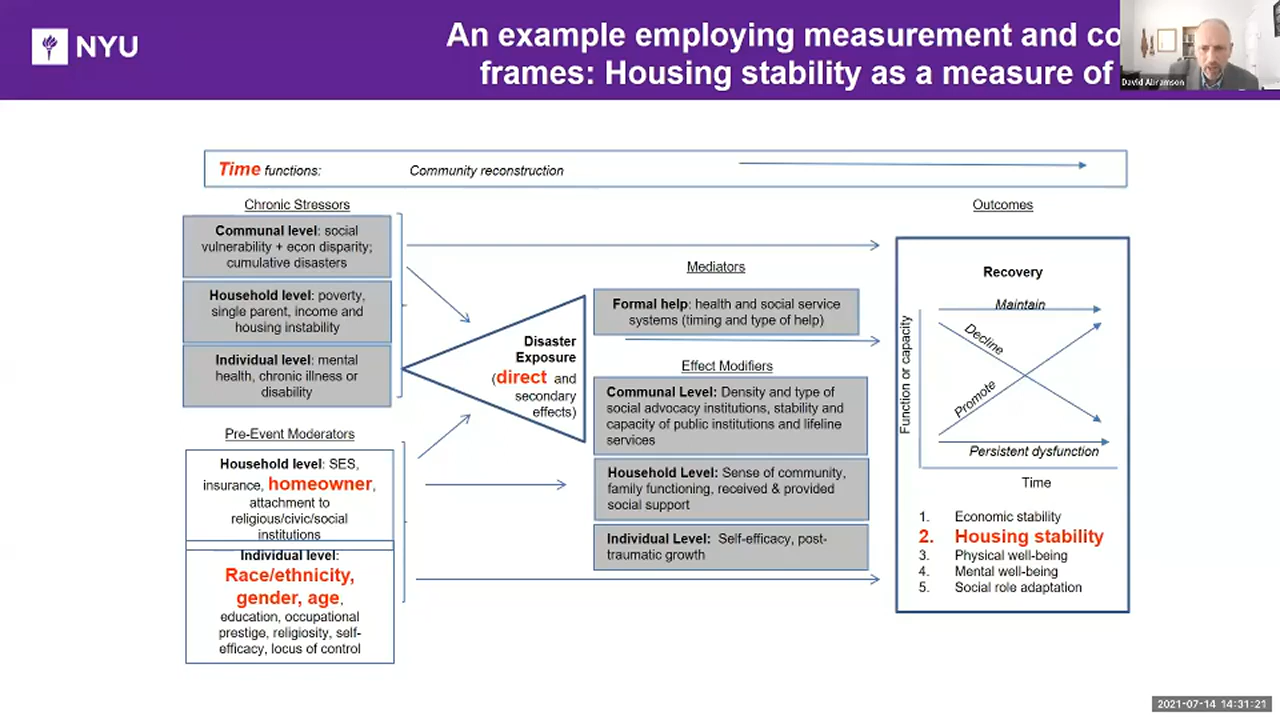 NYU
An example employing measurement and co
frames: Housing stability as a measure of
David Abramson
Time functions:
Community reconstruction
Chronic Stressors
Communal level: social
vulnerability + econ disparity;
cumulative disasters
Household level: poverty,
single parent, income and
housing instability
Individual level: mental
health, chronic illness or
disability
Pre-Event Moderators
Household level: SES,
insurance, homeowner,
attachment to
religious/civic/social
institutions
Individual level:
Race/ethnicity,
gender, age,
education, occupational
prestige, religiosity, self-
efficacy, locus of control
Disaster
Exposure
(direct and
secondary
effects)
Mediators
Formal help: health and social service
systems (timing and type of help)
Effect Modifiers
Communal Level: Density and type of
social advocacy institutions, stability and
capacity of public institutions and lifeline
services
Household Level: Sense of community,
family functioning, received & provided
social support
Individual Level: Self-efficacy, post-
traumatic growth
Outcomes
Recovery
Function or capacity
Maintain
Decline
Promote
Persistent dysfunction
Time
1. Economic stability
2. Housing stability
3. Physical well-being
4. Mental well-being
5. Social role adaptation
2021-07-14 14:31:21